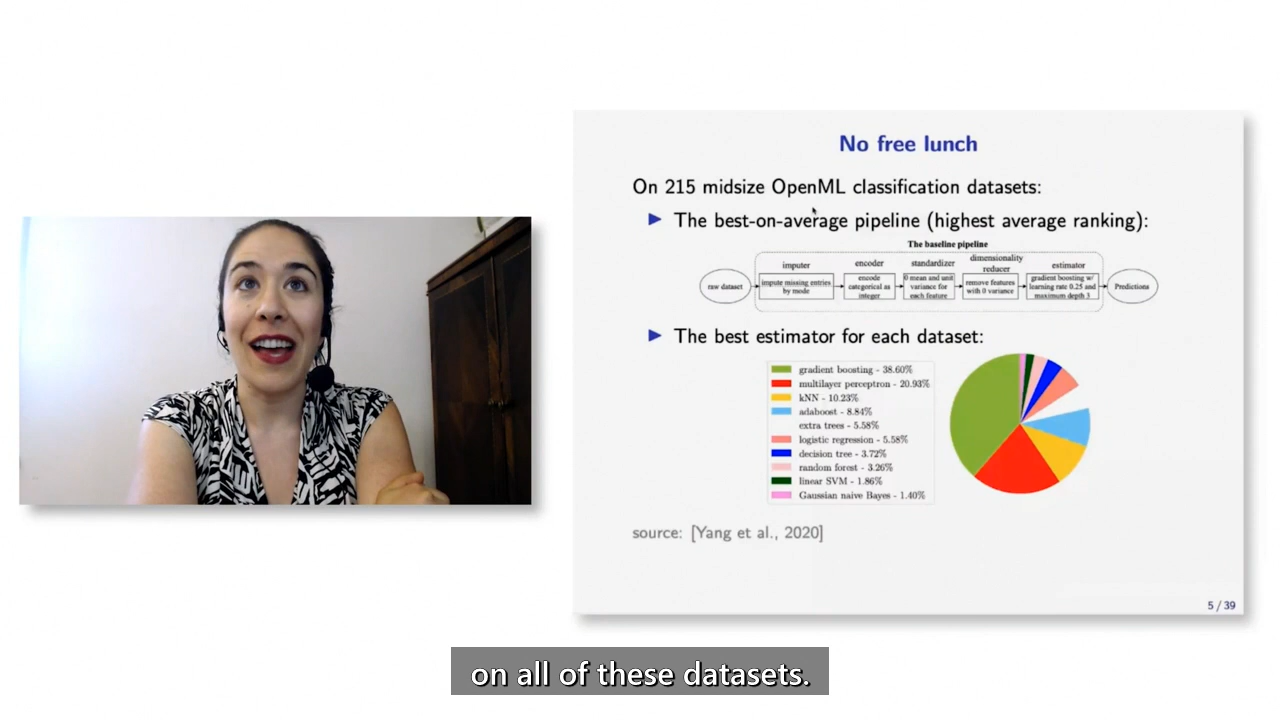 No free lunch
On 215 midsize OpenML classification datasets:
The best-on-average pipeline (highest average ranking):
The baseline pipeline
imputer
encoder
standardizer
dimensionality
reducer
estimator
raw dataset
impute missing entries
by mode
encode
categorical as
integer
0 mean and unit
variance for
each feature
remove features
with 0 variance
gradient boosting w/
learning rate 0.25 and
maximum depth 3
Predictions
The best estimator for each dataset:
gradient boosting - 38.60%
multilayer perceptron - 20.93%
kNN - 10.23%
adaboost - 8.84%
extra trees - 5.58%
logistic regression - 5.58%
decision tree - 3.72%
random forest - 3.26%
linear SVM - 1.86%
Gaussian naive Bayes - 1.40%
source: [Yang et al., 2020]
5 / 39
on all of these datasets.